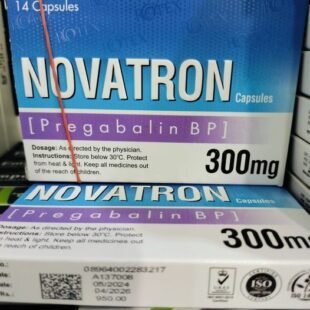 14 Capsules
NOVATRON
Capsules
[Pregabalin BP]
Dosage: As directed by the physician.
Instructions: Store below 30°C. Protect
from heat & light. Keep all medicines out
of the reach of children.
300mg
NOVATRON
Capsules
[Pregabalin BP]
Dosage: As directed by the physician.
Instructions: Store below 30°C. Protect
from heat & light. Keep all medicines out
of reach of children.
300mg
08964002283217
A137008
05/2024
04/2026
950.00
ISO